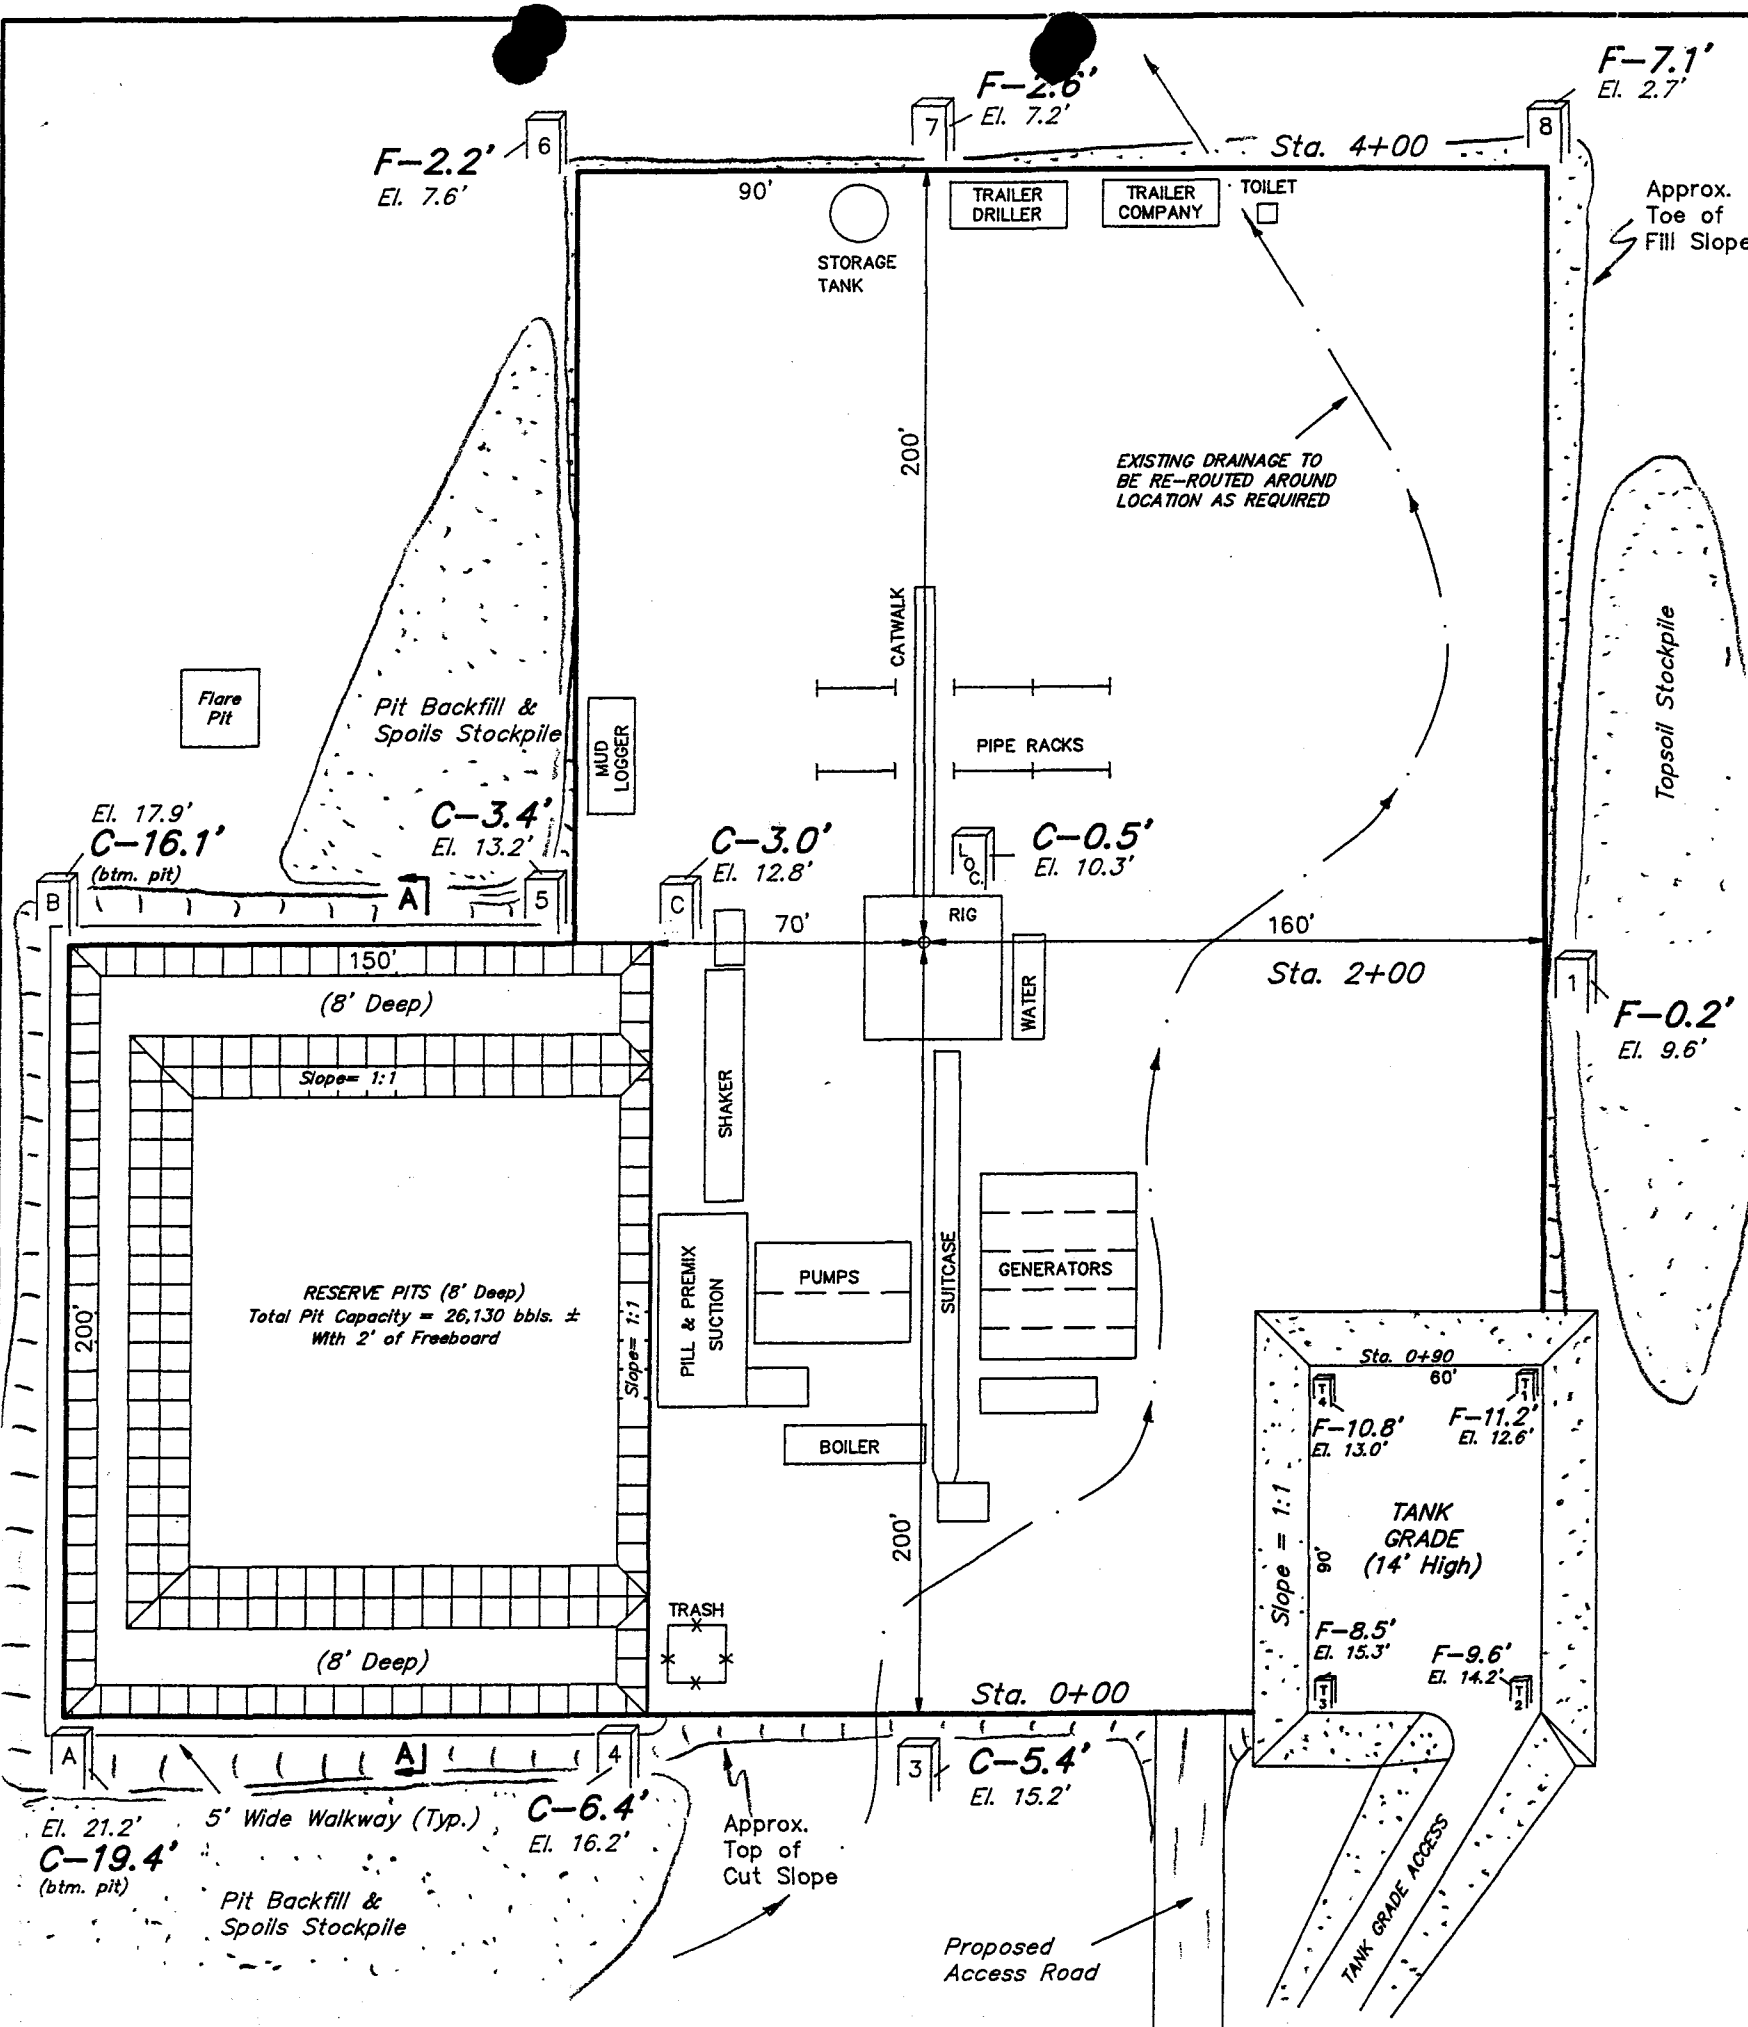 F-7.1'
El. 2.7'
F-2.6'
El. 7.2'
7
8
6
F-2.2'
El. 7.6'
Sta. 4+00
90'
TRAILER
DRILLER
TRAILER
COMPANY
TOILET
Approx.
Toe of
Fill Slope
STORAGE
TANK
200'
EXISTING DRAINAGE TO
BE RE-ROUTED AROUND
LOCATION AS REQUIRED
CATWALK
Topsoil Stockpile
Flare
Pit
Pit Backfill &
Spoils Stockpile
MUD
LOGGER
PIPE RACKS
El. 17.9'
C-16.1'
(btm. pit)
C-3.4'
El. 13.2'
C-3.0'
El. 12.8'
LOC.
C-0.5'
El. 10.3'
B
A
5
C
RIG
70'
160'
150'
Sta. 2+00
1
(8' Deep)
WATER
F-0.2'
El. 9.6'
Slope= 1:1
SHAKER
RESERVE PITS (8' Deep)
Total Pit Capacity = 26,130 bbls. ±
With 2' of Freeboard
200'
Slope= 1:1
PILL & PREMIX
SUCTION
PUMPS
SUITCASE
GENERATORS
Sta. 0+90
60'
T4
T1
F-10.8'
El. 13.0'
F-11.2'
El. 12.6'
BOILER
200'
Slope = 1:1
90'
TANK
GRADE
(14' High)
TRASH
F-8.5'
El. 15.3'
F-9.6'
El. 14.2'
T3
T2
(8' Deep)
Sta. 0+00
A
A
4
3
C-5.4'
El. 15.2'
El. 21.2'
C-19.4'
(btm. pit)
5' Wide Walkway (Typ.)
C-6.4'
El. 16.2'
Approx.
Top of
Cut Slope
Pit Backfill &
Spoils Stockpile
Proposed
Access Road
TANK GRADE ACCESS